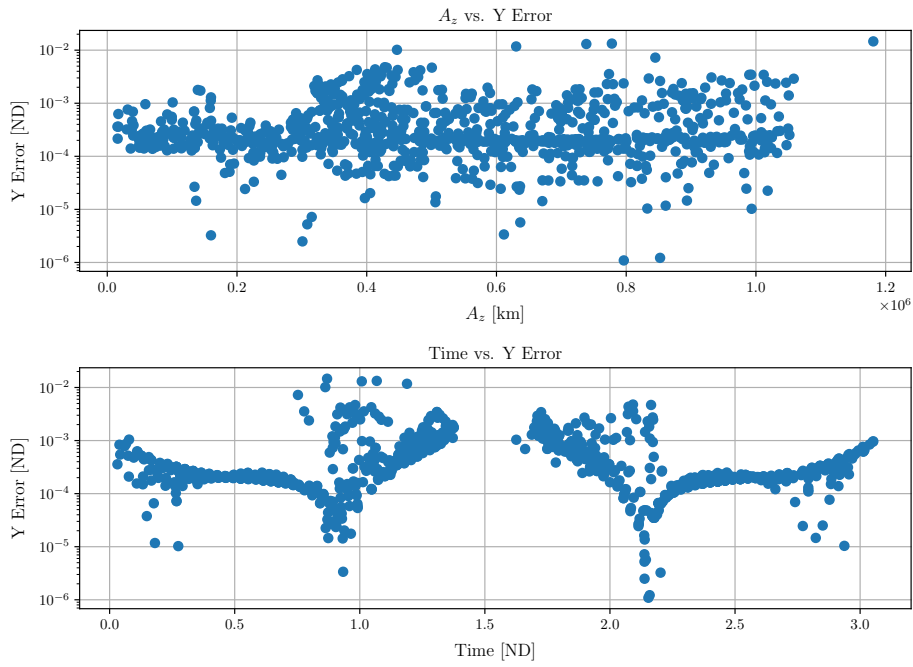 A_z vs. Y Error
Y Error [ND]
10^-2
10^-3
10^-4
10^-5
10^-6
0.0 0.2 0.4 0.6 0.8 1.0 1.2
×10^6
A_z [km]
Time vs. Y Error
Y Error [ND]
10^-2
10^-3
10^-4
10^-5
10^-6
0.0 0.5 1.0 1.5 2.0 2.5 3.0
Time [ND]